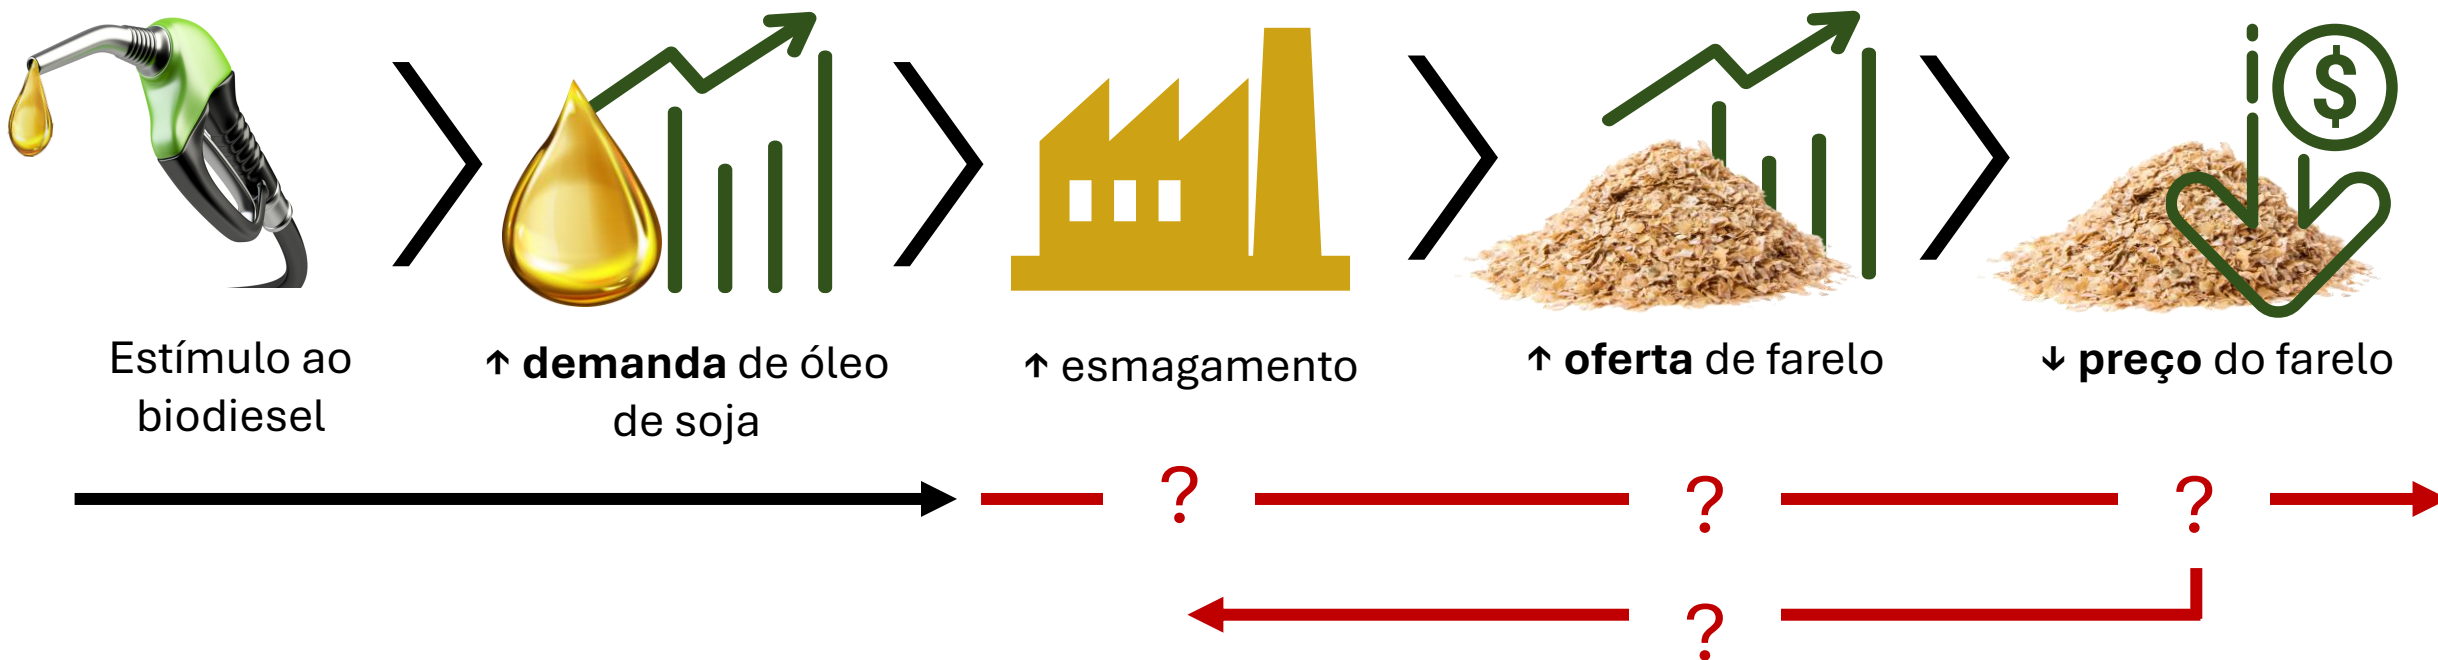 $
Estímulo ao
biodiesel
↑ demanda de óleo
de soja
↑ esmagamento
↑ oferta de farelo
↓ preço do farelo
?
?
?
?